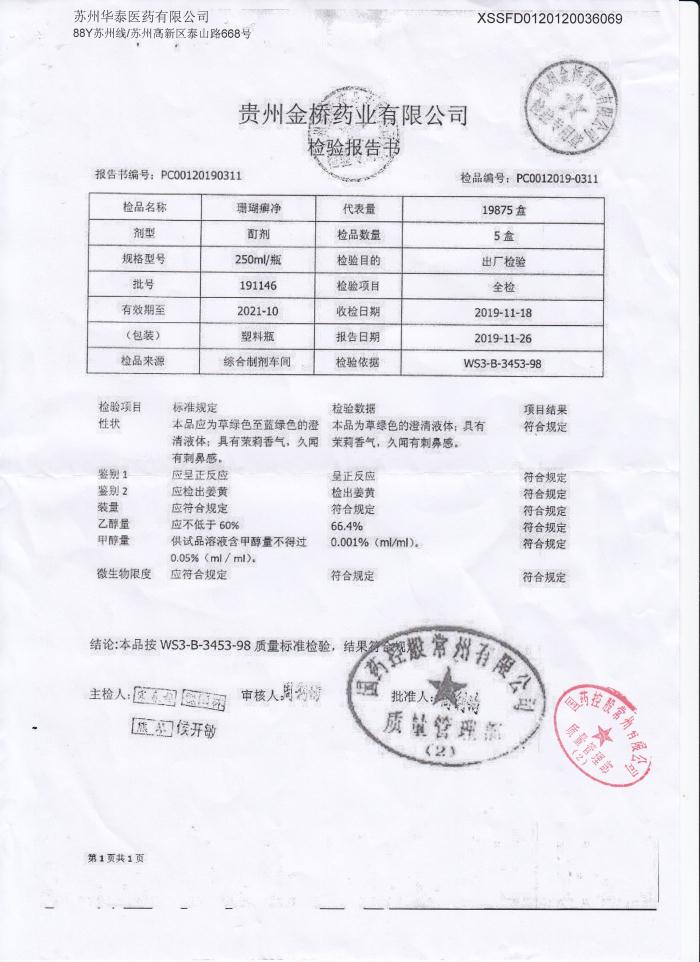 苏州华泰医药有限公司 XSSFD0120120036069
88Y苏州线/苏州高新区泰山路668号
贵州金桥药业有限公司
检验报告书
报告书编号：PC00120190311 检品编号：PC0012019-0311
检品名称 珊瑚癣净 代表量 19875 盒
剂型 酊剂 检品数量 5 盒
规格型号 250ml/瓶 检验目的 出厂检验
批号 191146 检验项目 全检
有效期至 2021-10 收检日期 2019-11-18
（包装） 塑料瓶 报告日期 2019-11-26
检品来源 综合制剂车间 检验依据 WS3-B-3453-98
检验项目 标准规定 检验数据 项目结果
性状 本品应为草绿色至蓝绿色的澄 本品为草绿色的澄清液体；具有 符合规定
清液体；具有茉莉香气，久闻 茉莉香气，久闻有刺鼻感。
有刺鼻感。
鉴别 1 应呈正反应 呈正反应 符合规定
鉴别 2 应检出姜黄 检出姜黄 符合规定
装量 应符合规定 符合规定 符合规定
乙醇量 应不低于 60% 66.4% 符合规定
甲醇量 供试品溶液含甲醇量不得过 0.001%（ml/ml）。 符合规定
0.05%（ml／ml）。
微生物限度 应符合规定 符合规定 符合规定
结论:本品按 WS3-B-3453-98 质量标准检验，结果符合规
主检人： 审核人： 批准人：
侯开敏
国药控股常州有限公司
质量管理部
（2）
国药控股常州有限公司
质量管理部
（2）
第 1 页共 1 页